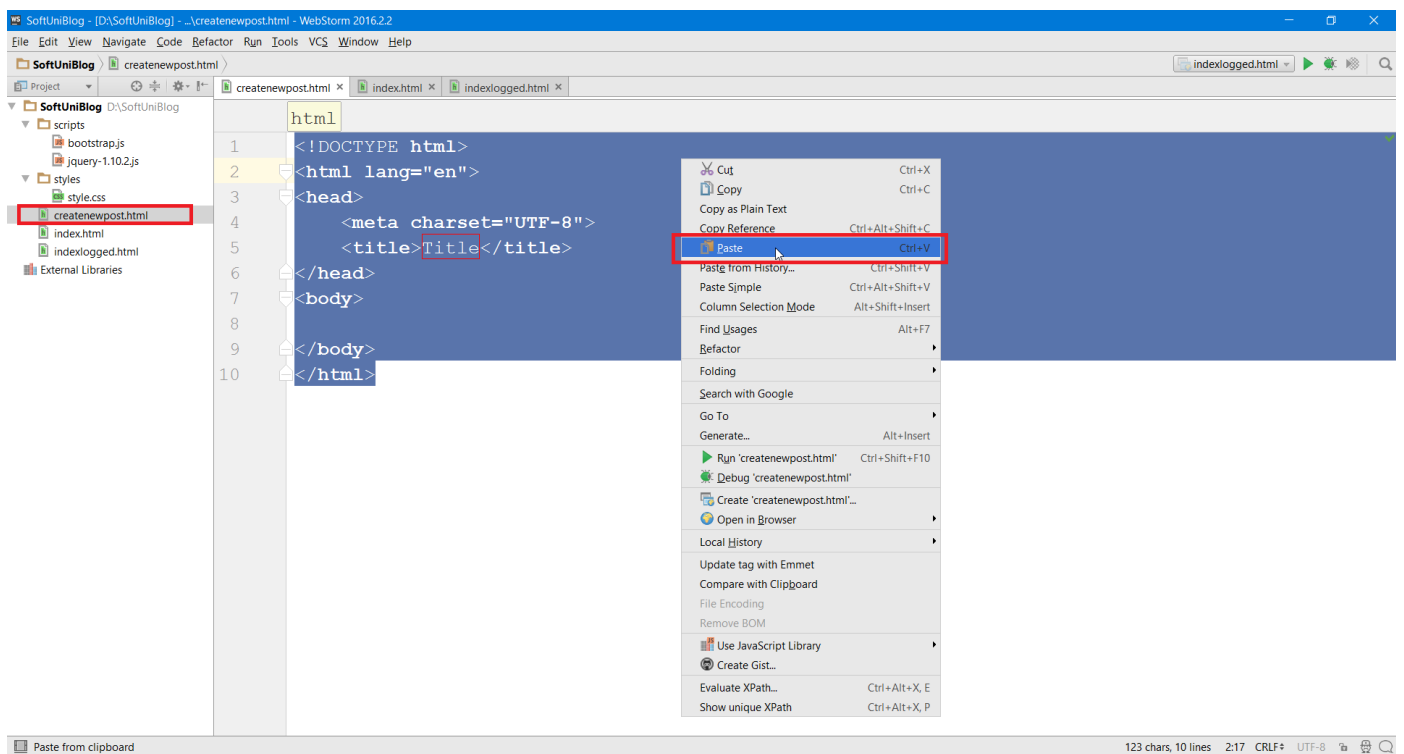 WS SoftUniBlog - [D:\SoftUniBlog] - ...\createnewpost.html - WebStorm 2016.2.2
File Edit View Navigate Code Refactor Run Tools VCS Window Help
SoftUniBlog createnewpost.html indexlogged.html
Project createnewpost.html index.html indexlogged.html
SoftUniBlog D:\SoftUniBlog
scripts
bootstrap.js
jquery-1.10.2.js
styles
style.css
createnewpost.html
index.html
indexlogged.html
External Libraries
html
1 <!DOCTYPE html>
2 <html lang="en">
3 <head>
4 <meta charset="UTF-8">
5 <title>Title</title>
6 </head>
7 <body>
8
9 </body>
10 </html>
Cut Ctrl+X
Copy Ctrl+C
Copy as Plain Text
Copy Reference Ctrl+Alt+Shift+C
Paste Ctrl+V
Paste from History... Ctrl+Shift+V
Paste Simple Ctrl+Alt+Shift+V
Column Selection Mode Alt+Shift+Insert
Find Usages Alt+F7
Refactor
Folding
Search with Google
Go To
Generate... Alt+Insert
Run 'createnewpost.html' Ctrl+Shift+F10
Debug 'createnewpost.html'
Create 'createnewpost.html'...
Open in Browser
Local History
Update tag with Emmet
Compare with Clipboard
File Encoding
Remove BOM
Use JavaScript Library
Create Gist...
Evaluate XPath... Ctrl+Alt+X, E
Show unique XPath Ctrl+Alt+X, P
Paste from clipboard 123 chars, 10 lines 2:17 CRLF UTF-8